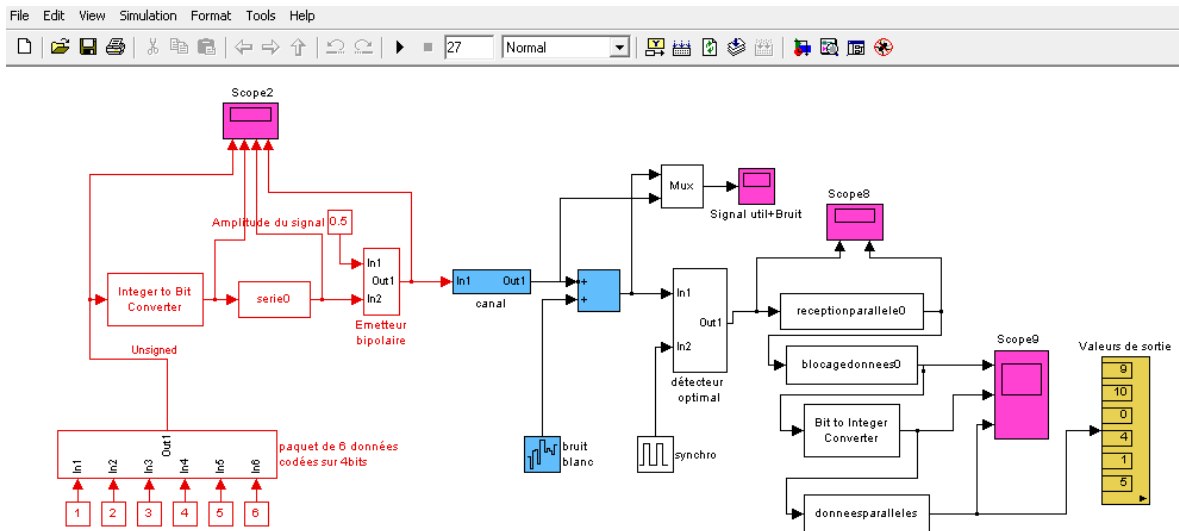 File Edit View Simulation Format Tools Help
27 Normal
Scope2
Amplitude du signal 0.5
Integer to Bit
Converter
serie0
In1
Out1
In2
Emetteur
bipolaire
Unsigned
Out1
In1 In2 In3 In4 In5 In6
paquet de 6 données
codées sur 4bits
1 2 3 4 5 6
In1 Out1
canal
+
+
bruit
blanc
Mux
Signal util+Bruit
In1
Out1
In2
détecteur
optimal
synchro
Scope8
receptionparallele0
blocagedonnees0
Bit to Integer
Converter
donneesparalleles
Scope9
Valeurs de sortie
9
10
0
4
1
5